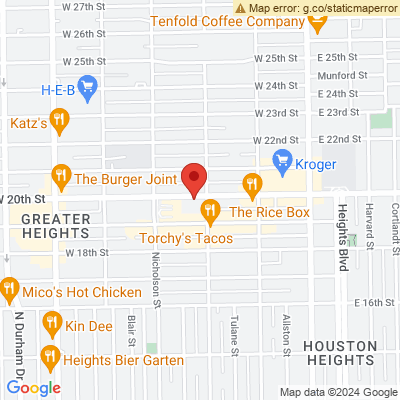 W 27th St
Map error: g.co/staticmaperror
Tenfold Coffee Company
W 26th St
E 25th St
W 25th St
Munford St
H-E-B
W 24th St
E 24th St
W 23rd St
E 23rd St
Katz's
W 22nd St
E 22nd St
Kroger
The Burger Joint
W 20th St
The Rice Box
GREATER
HEIGHTS
Torchy's Tacos
W 18th St
Nicholson St
Heights Blvd
Harvard St
Cortlandt St
Mico's Hot Chicken
E 16th St
N Durham Dr
Kin Dee
Blair St
Tulane St
Allston St
HOUSTON
HEIGHTS
Heights Bier Garten
Google
Map data ©2024 Google